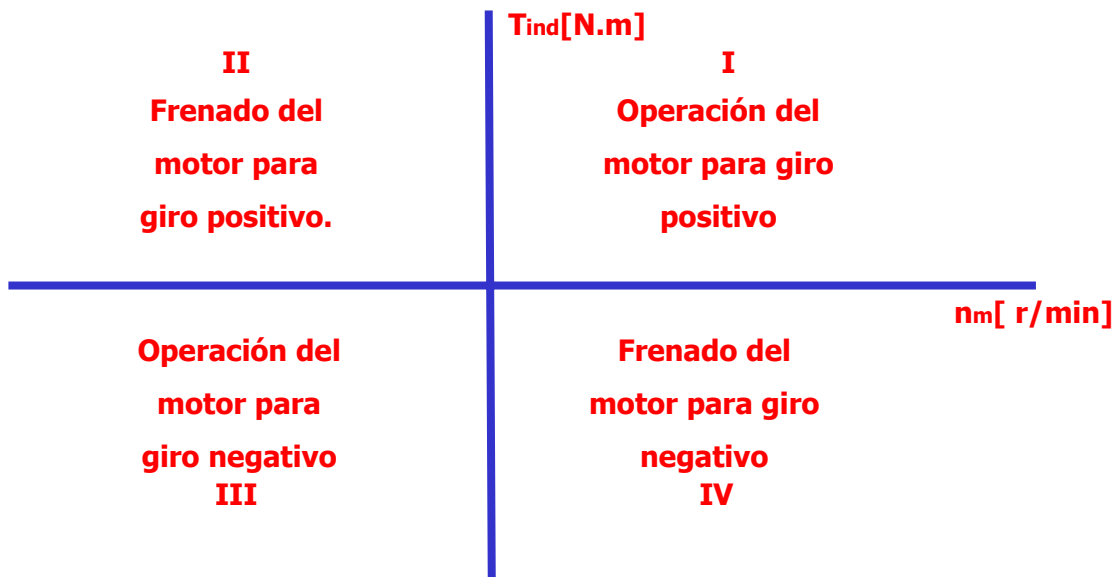 Tind[N.m]
II
Frenado del
motor para
giro positivo.
I
Operación del
motor para giro
positivo
nm[ r/min]
Operación del
motor para
giro negativo
III
Frenado del
motor para giro
negativo
IV